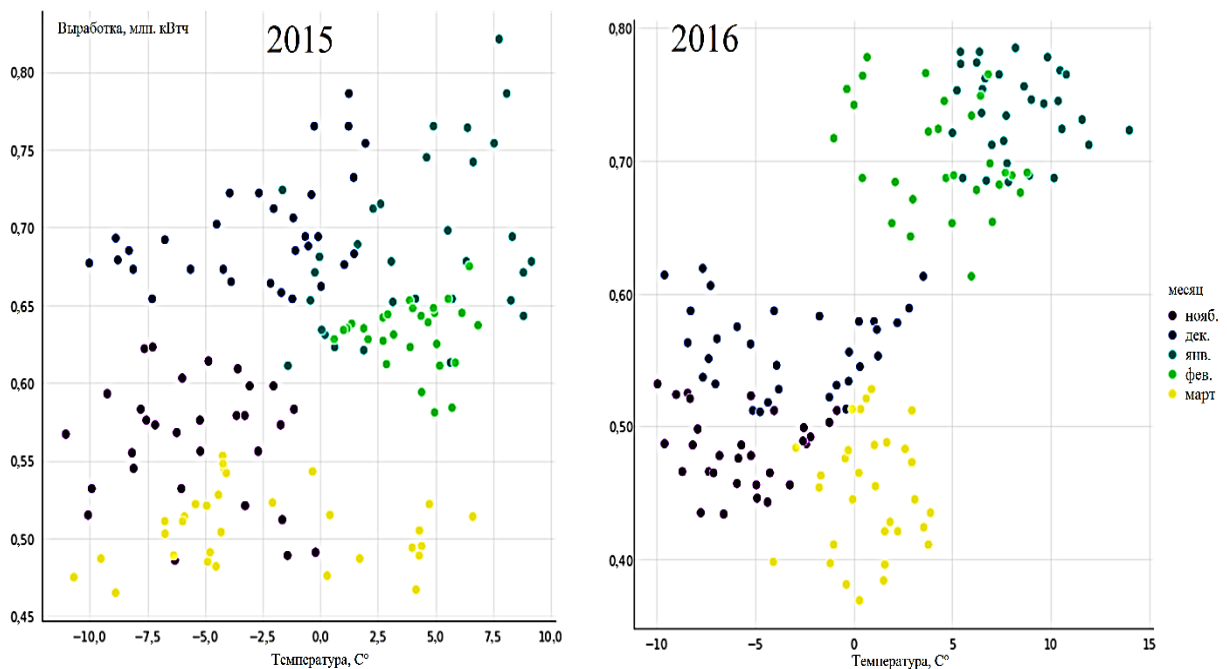 Выработка, млп. кВтч
2015
0,80
0,75
0,70
0,65
0,60
0,55
0,50
0,45
−10,0 −7,5 −5,0 −2,5 0,0 2,5 5,0 7,5 10,0
Температура, С°
2016
0,80
0,70
0,60
0,50
0,40
−10 −5 0 5 10 15
Температура, С°
месяц
нояб.
дек.
янв.
фев.
март